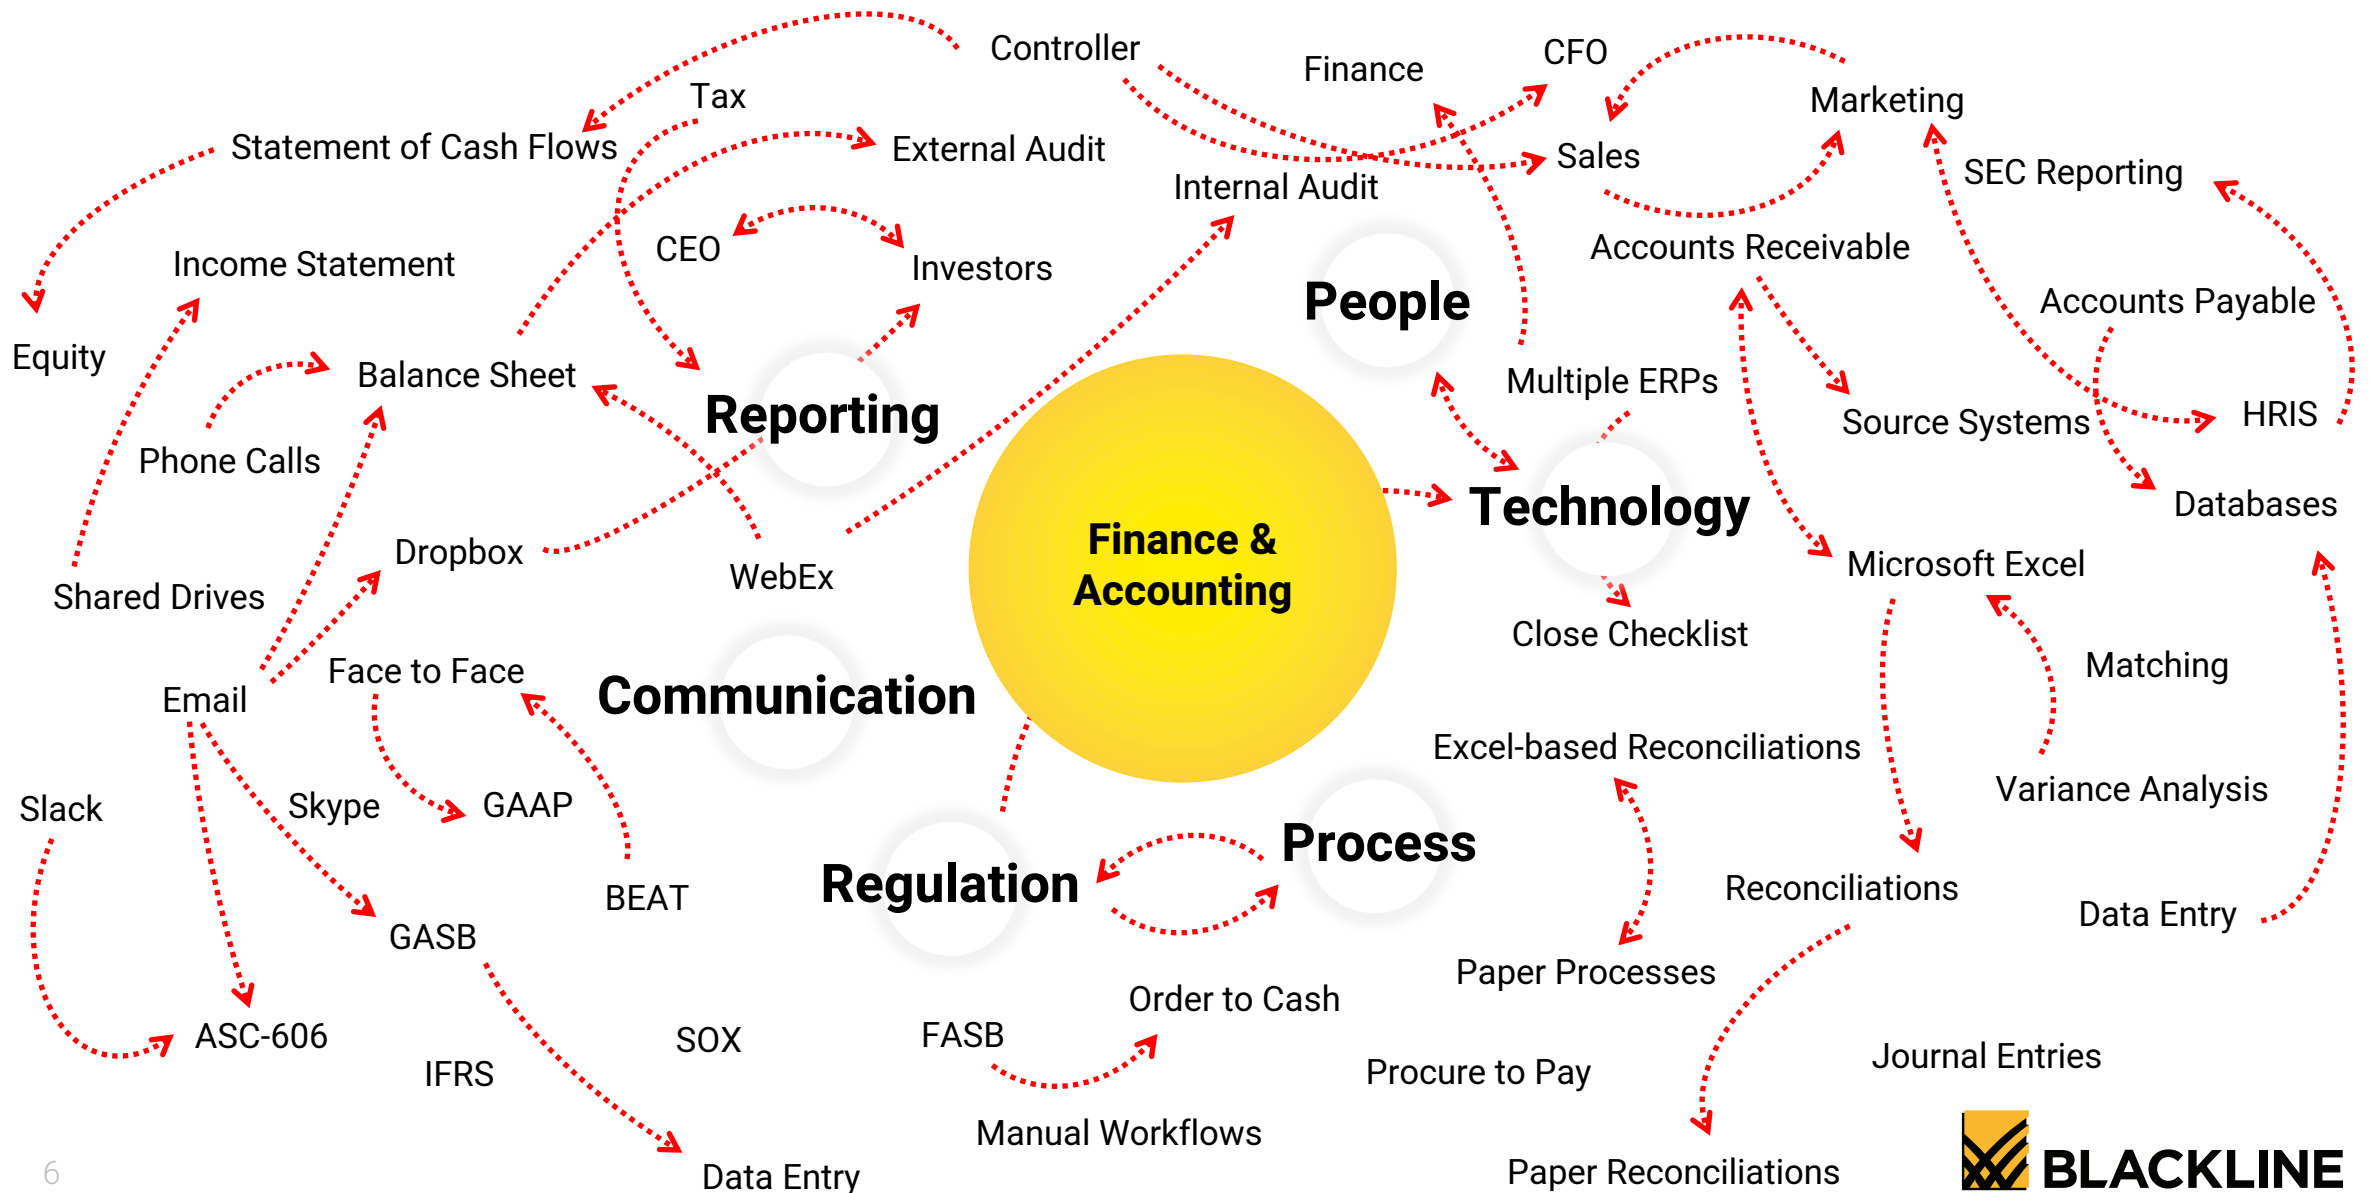 Controller
Finance
CFO
Tax
Marketing
Statement of Cash Flows
External Audit
Sales
SEC Reporting
Internal Audit
CEO
Accounts Receivable
Income Statement
Investors
People
Accounts Payable
Equity
Balance Sheet
Multiple ERPs
Reporting
Source Systems
HRIS
Phone Calls
Technology
Databases
Dropbox
WebEx
Finance &
Accounting
Microsoft Excel
Shared Drives
Close Checklist
Face to Face
Matching
Email
Communication
Excel-based Reconciliations
Variance Analysis
Slack
Skype
GAAP
Process
BEAT
Regulation
Reconciliations
Data Entry
GASB
Paper Processes
Order to Cash
ASC-606
SOX
FASB
IFRS
Procure to Pay
Journal Entries
Manual Workflows
Data Entry
Paper Reconciliations
BLACKLINE
6